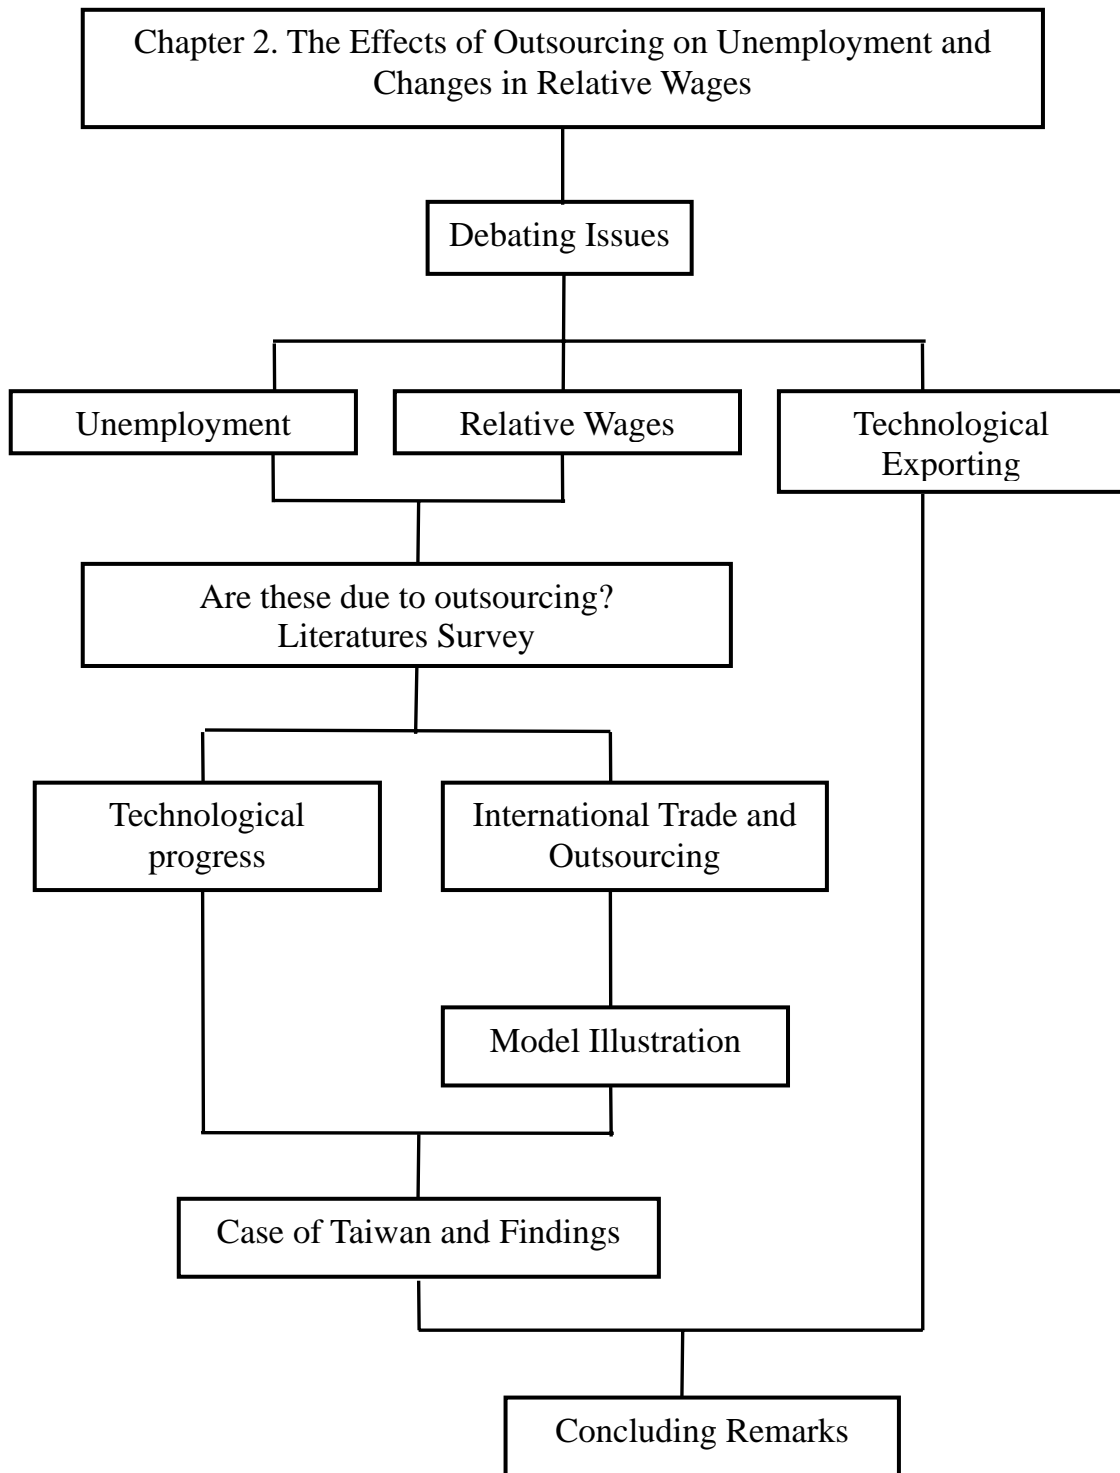 Chapter 2. The Effects of Outsourcing on Unemployment and
Changes in Relative Wages
Debating Issues
Unemployment
Relative Wages
Technological
Exporting
Are these due to outsourcing?
Literatures Survey
Technological
progress
International Trade and
Outsourcing
Model Illustration
Case of Taiwan and Findings
Concluding Remarks